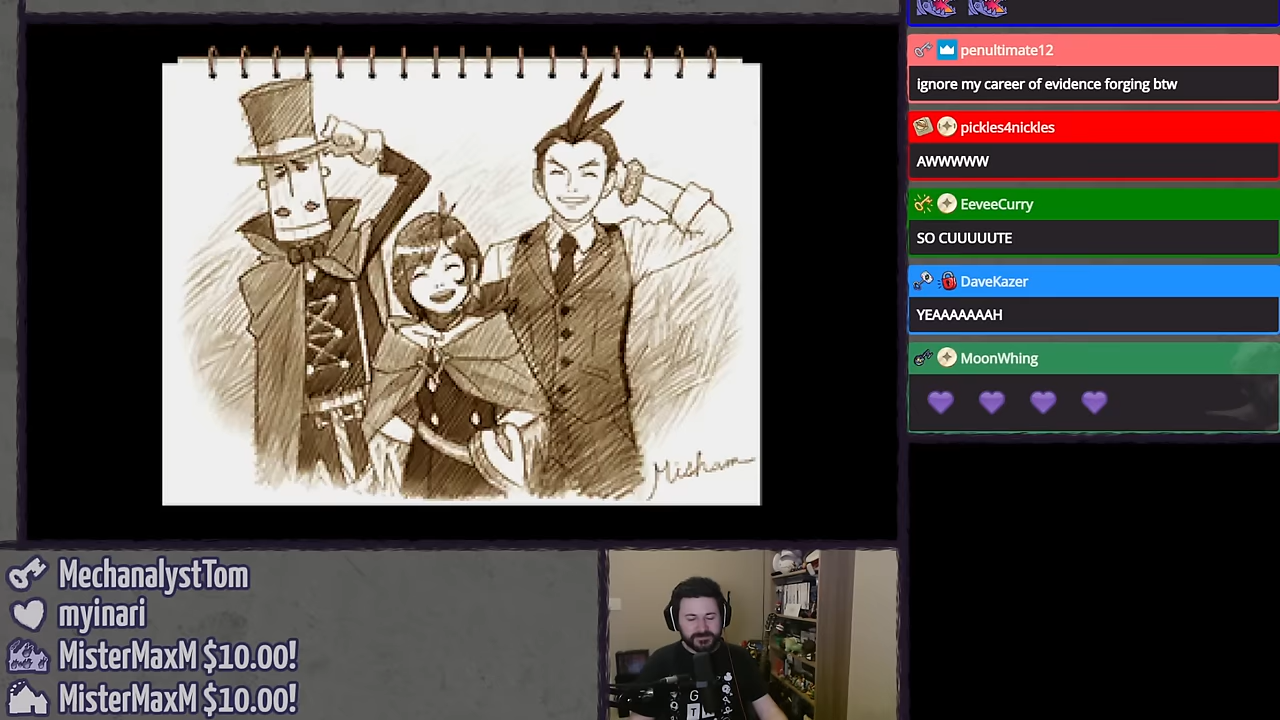 penultimate12
ignore my career of evidence forging btw
pickles4nickles
AWWWWW
EeveeCurry
SO CUUUUUTE
DaveKazer
YEAAAAAAH
MoonWhing
Misham
MechanalystTom
myinari
MisterMaxM $10.00!
MisterMaxM $10.00!